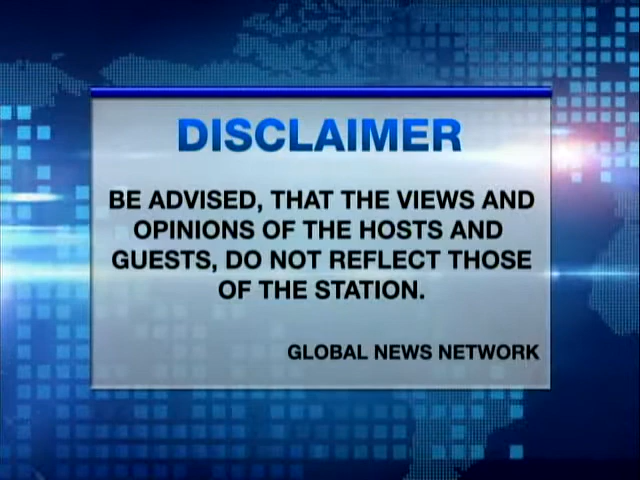 DISCLAIMER
BE ADVISED, THAT THE VIEWS AND
OPINIONS OF THE HOSTS AND
GUESTS, DO NOT REFLECT THOSE
OF THE STATION.
GLOBAL NEWS NETWORK